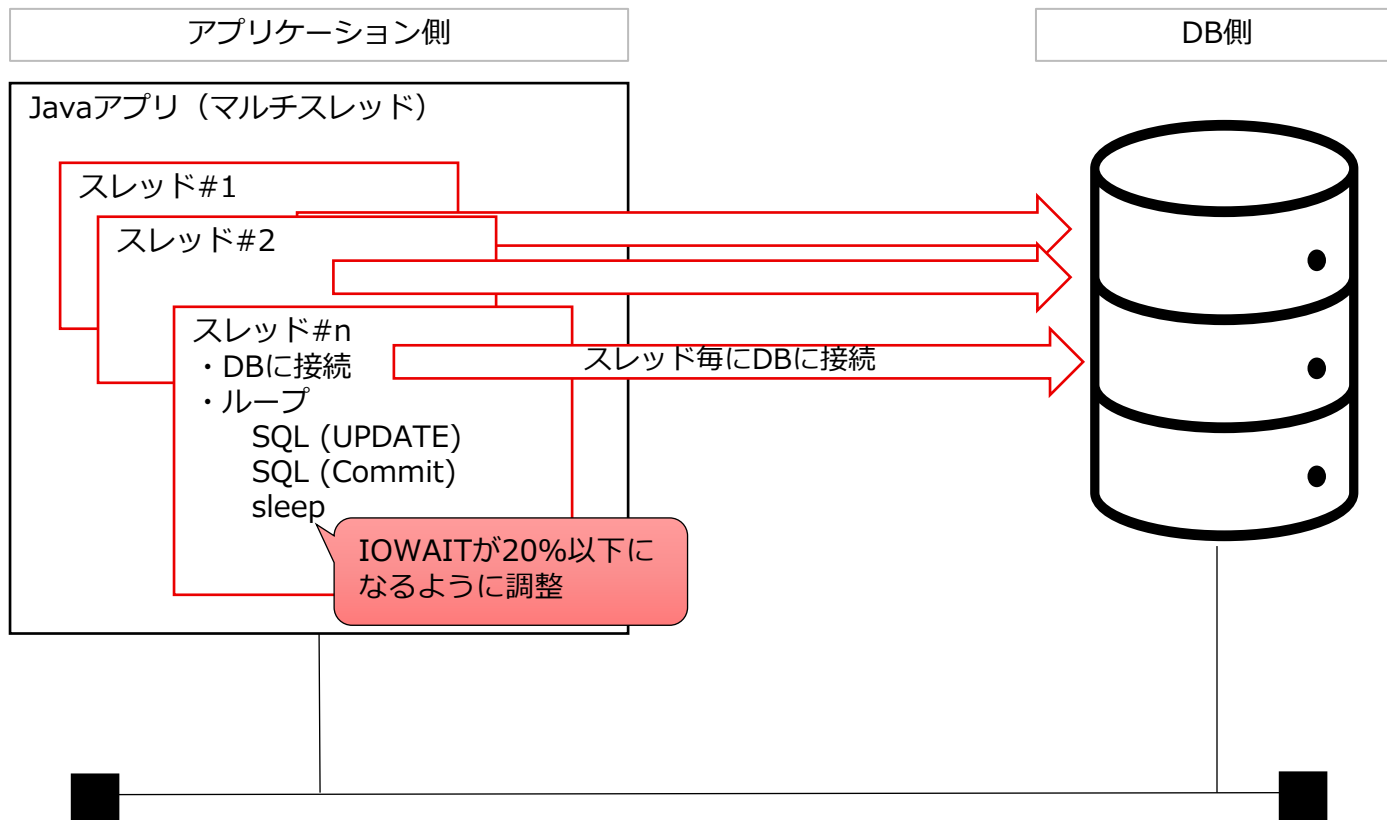 アプリケーション側
DB側
Javaアプリ（マルチスレッド）
スレッド#1
スレッド#2
スレッド#n
・DBに接続
・ループ
SQL (UPDATE)
SQL (Commit)
sleep
スレッド毎にDBに接続
IOWAITが20%以下に
なるように調整